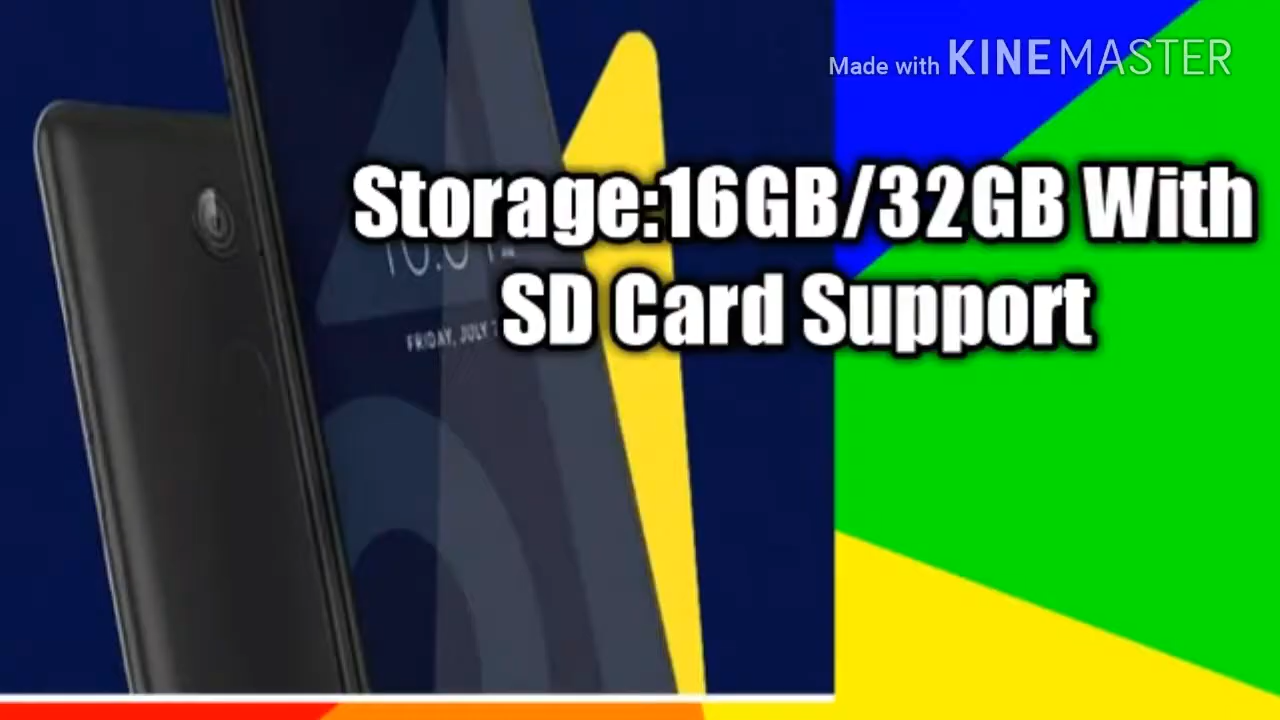 Made with KINEMASTER
Storage:16GB/32GB With
SD Card Support
FRIDAY, JULY